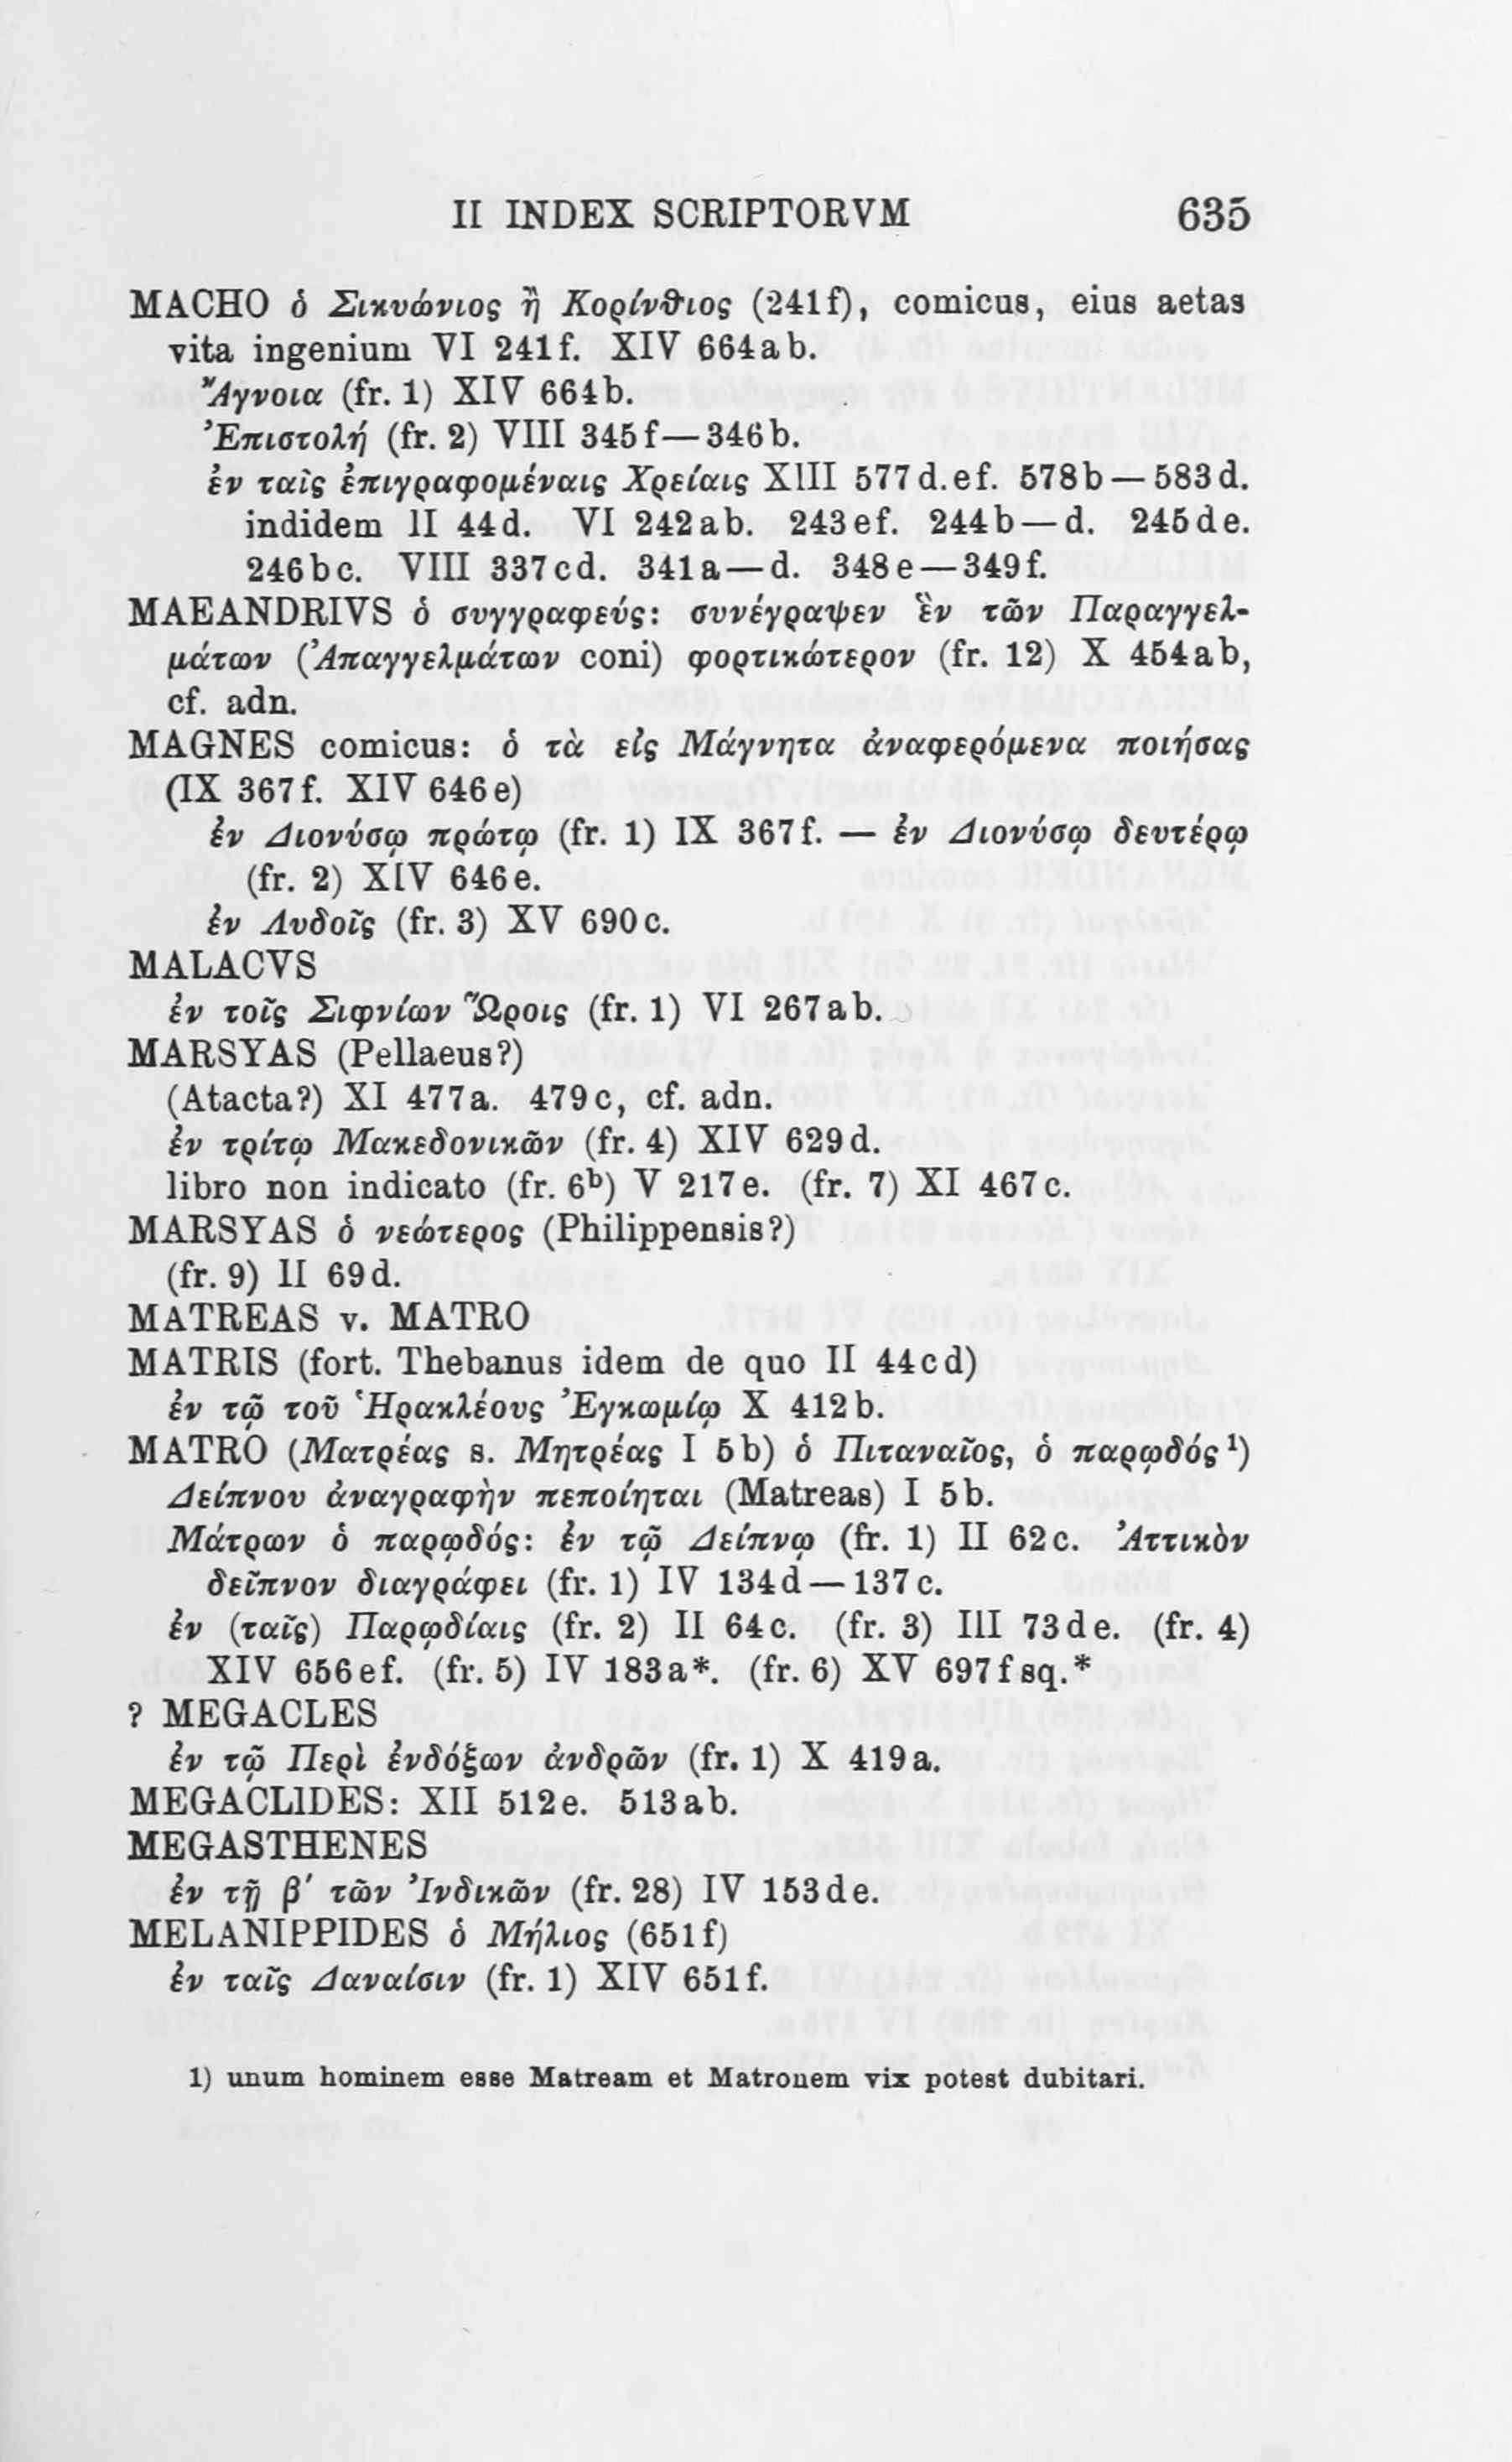 II INDEX SCRIPTORVM 635
MACHO ὁ Σικυώνιος ἢ Κορίνθιος (241f), comicus, eius aetas
vita ingenium VI 241f. XIV 664ab.
Ἄγνοια (fr. 1) XIV 664b.
Ἐπιστολή (fr. 2) VIII 345f—346b.
ἐν ταῖς ἐπιγραφομέναις Χρείαις XIII 577d.ef. 578b—583d.
indidem II 44d. VI 242ab. 243ef. 244b—d. 245de.
246bc. VIII 337cd. 341a—d. 348e—349f.
MAEANDRIVS ὁ συγγραφεύς: συνέγραψεν ἓν τῶν Παραγγελ-
μάτων (Ἀπαγγελμάτων coni) φορτικώτερον (fr. 12) X 454ab,
cf. adn.
MAGNES comicus: ὁ τὰ εἰς Μάγνητα ἀναφερόμενα ποιήσας
(IX 367f. XIV 646e)
ἐν Διονύσῳ πρώτῳ (fr. 1) IX 367f. — ἐν Διονύσῳ δευτέρῳ
(fr. 2) XIV 646e.
ἐν Λυδοῖς (fr. 3) XV 690c.
MALACVS
ἐν τοῖς Σιφνίων Ὥροις (fr. 1) VI 267ab.
MARSYAS (Pellaeus?)
(Atacta?) XI 477a. 479c, cf. adn.
ἐν τρίτῳ Μακεδονικῶν (fr. 4) XIV 629d.
libro non indicato (fr. 6ᵇ) V 217e. (fr. 7) XI 467c.
MARSYAS ὁ νεώτερος (Philippensis?)
(fr. 9) II 69d.
MATREAS v. MATRO
MATRIS (fort. Thebanus idem de quo II 44cd)
ἐν τῷ τοῦ Ἡρακλέους Ἐγκωμίῳ X 412b.
MATRO (Ματρέας s. Μητρέας I 5b) ὁ Πιταναῖος, ὁ παρῳδός¹)
Δείπνου ἀναγραφὴν πεποίηται (Matreas) I 5b.
Μάτρων ὁ παρῳδός: ἐν τῷ Δείπνῳ (fr. 1) II 62c. Ἀττικὸν
δεῖπνον διαγράφει (fr. 1) IV 134d—137c.
ἐν (ταῖς) Παρῳδίαις (fr. 2) II 64c. (fr. 3) III 73de. (fr. 4)
XIV 656ef. (fr. 5) IV 183a*. (fr. 6) XV 697fsq.*
? MEGACLES
ἐν τῷ Περὶ ἐνδόξων ἀνδρῶν (fr. 1) X 419a.
MEGACLIDES: XII 512e. 513ab.
MEGASTHENES
ἐν τῇ β′ τῶν Ἰνδικῶν (fr. 28) IV 153de.
MELANIPPIDES ὁ Μήλιος (651f)
ἐν ταῖς Δαναΐσιν (fr. 1) XIV 651f.
1) unum hominem esse Matream et Matronem vix potest dubitari.